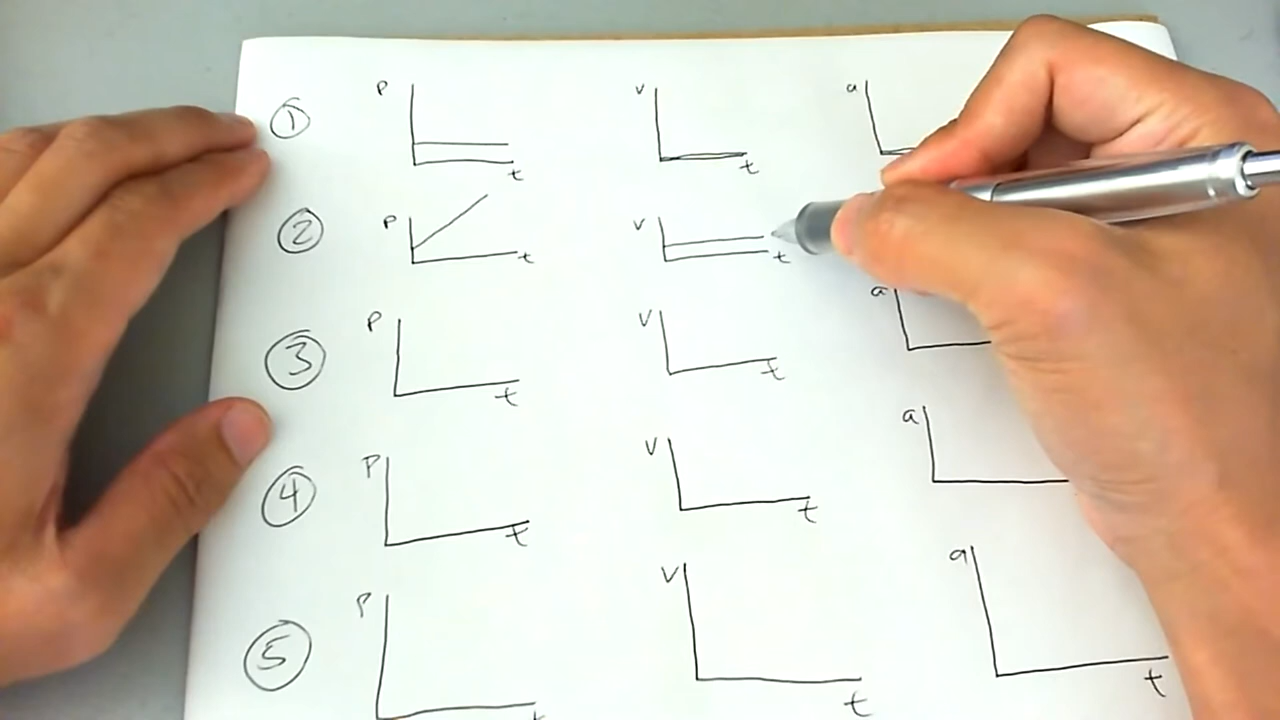 ① P t v t a
② P t v t
③ P t v t a
④ P t v t a
⑤ P t v t a t